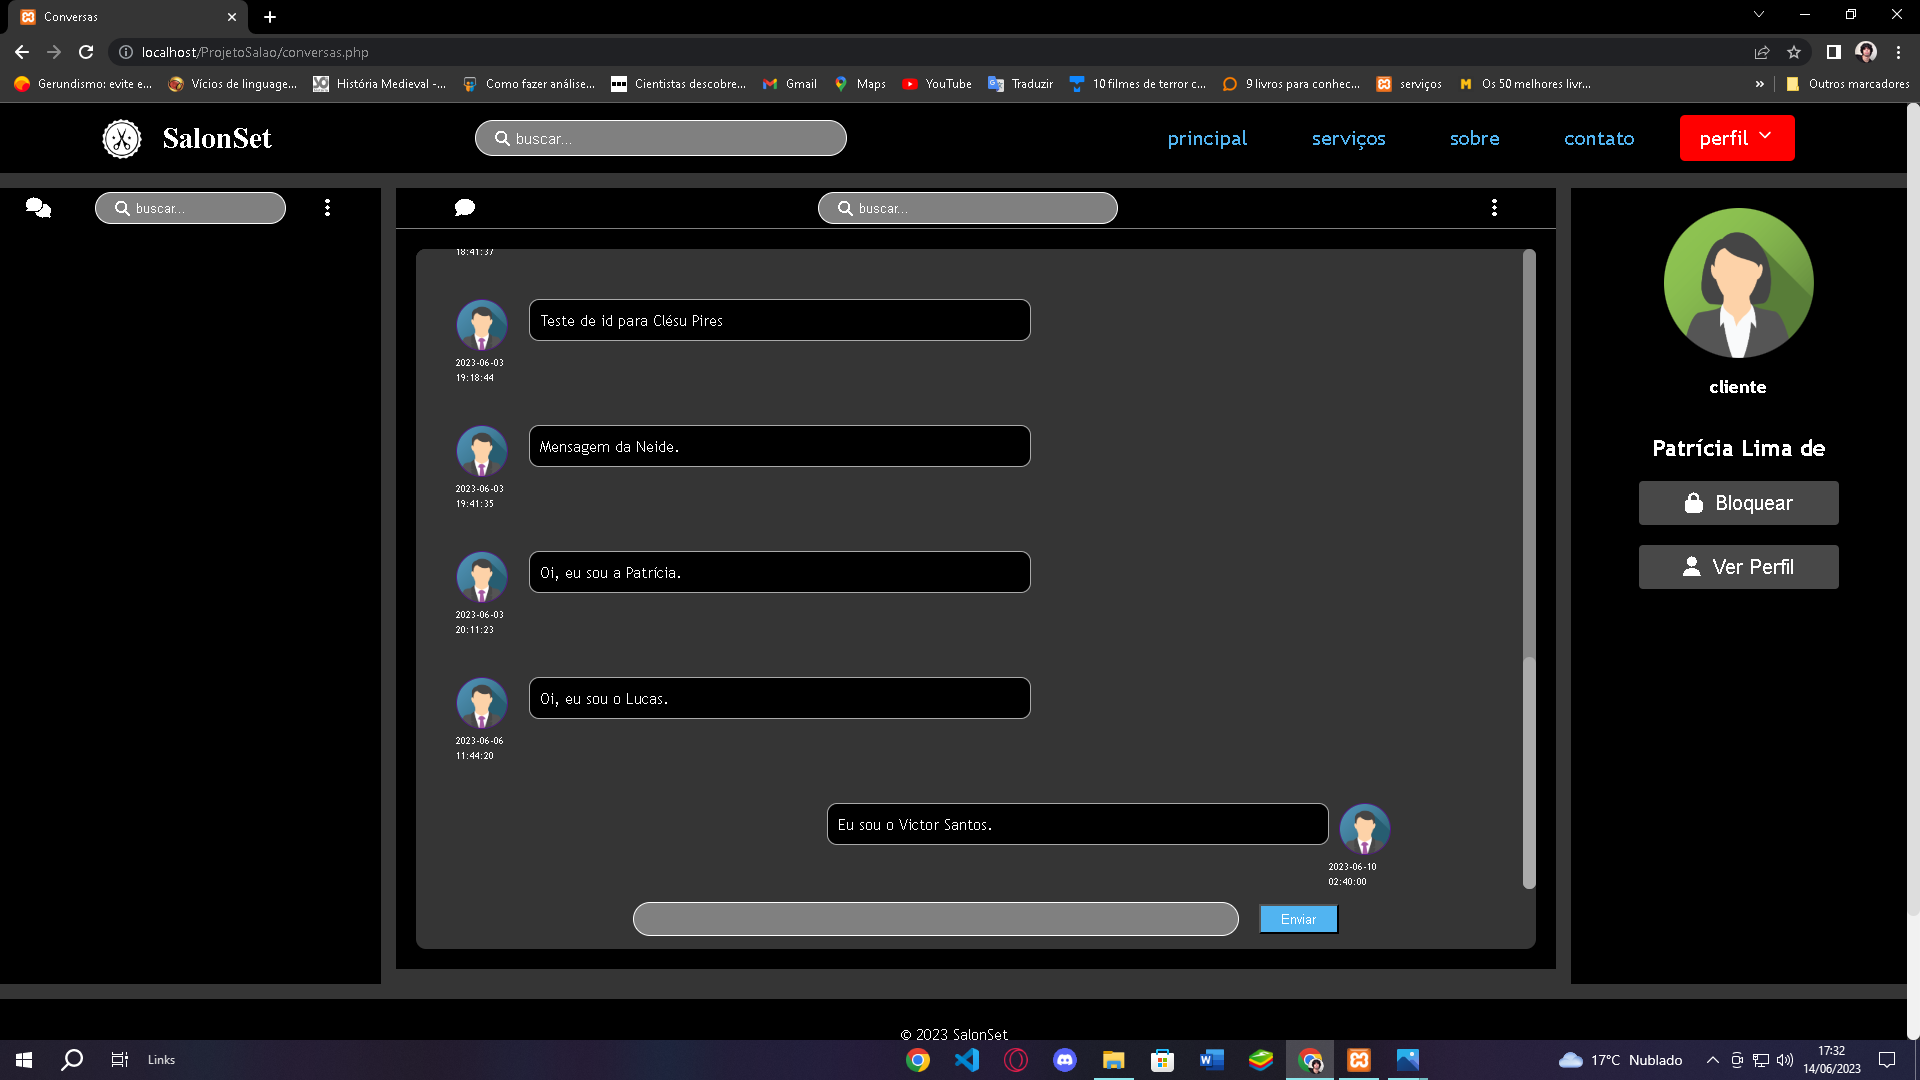 Conversas
localhost/ProjetoSalao/conversas.php
Gerundismo: evite e...
Vícios de linguage...
História Medieval -...
Como fazer análise...
Cientistas descobre...
Gmail
Maps
YouTube
Traduzir
10 filmes de terror c...
9 livros para conhec...
serviços
Os 50 melhores livr...
»
Outros marcadores
SalonSet
buscar...
principal
serviços
sobre
contato
perfil
buscar...
buscar...
18:41:37
Teste de id para Clésu Pires
2023-06-03
19:18:44
Mensagem da Neide.
2023-06-03
19:41:35
Oi, eu sou a Patrícia.
2023-06-03
20:11:23
Oi, eu sou o Lucas.
2023-06-06
11:44:20
Eu sou o Victor Santos.
2023-06-10
02:40:00
Enviar
cliente
Patrícia Lima de
Bloquear
Ver Perfil
© 2023 SalonSet
Links
17°C Nublado
17:32
14/06/2023